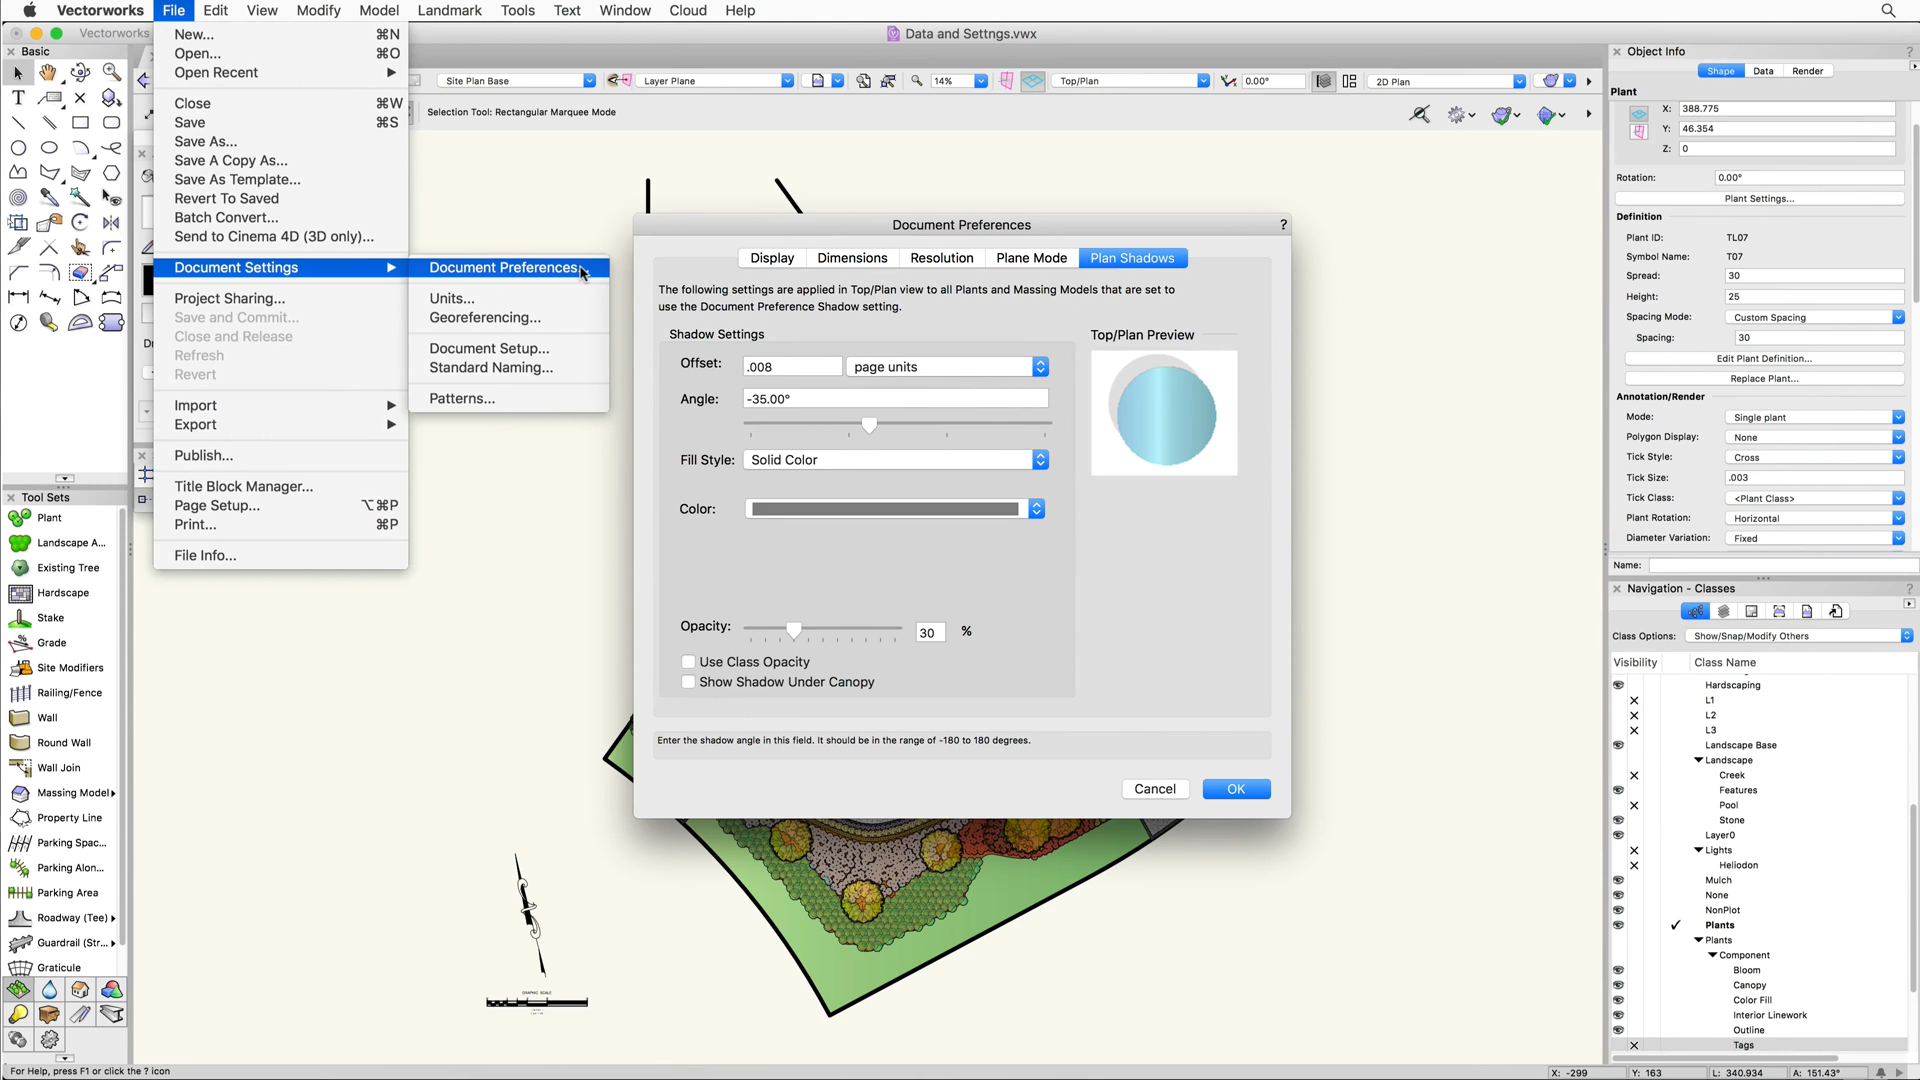 Vectorworks File Edit View Modify Model Landmark Tools Text Window Cloud Help
Vectorworks
Data and Settngs.vwx
Basic
New... ⌘N
Open... ⌘O
Open Recent
Close ⌘W
Save ⌘S
Save As...
Save A Copy As...
Save As Template...
Revert To Saved
Batch Convert...
Send to Cinema 4D (3D only)...
Document Settings
Project Sharing...
Save and Commit...
Close and Release
Refresh
Revert
Import
Export
Publish...
Title Block Manager...
Page Setup... ⌥⌘P
Print... ⌘P
File Info...
Document Preferences...
Units...
Georeferencing...
Document Setup...
Standard Naming...
Patterns...
Site Plan Base
Layer Plane
14%
Top/Plan
0.00°
2D Plan
Selection Tool: Rectangular Marquee Mode
Document Preferences
?
Display Dimensions Resolution Plane Mode Plan Shadows
The following settings are applied in Top/Plan view to all Plants and Massing Models that are set to
use the Document Preference Shadow setting.
Shadow Settings
Offset: .008 page units
Angle: -35.00°
Fill Style: Solid Color
Color:
Opacity: 30 %
Use Class Opacity
Show Shadow Under Canopy
Top/Plan Preview
Enter the shadow angle in this field. It should be in the range of -180 to 180 degrees.
Cancel OK
GRAPHIC SCALE
Tool Sets
Plant
Landscape A...
Existing Tree
Hardscape
Stake
Grade
Site Modifiers
Railing/Fence
Wall
Round Wall
Wall Join
Massing Model
Property Line
Parking Spac...
Parking Alon...
Parking Area
Roadway (Tee)
Guardrail (Str...
Graticule
Object Info
?
Shape Data Render
Plant
X: 388.775
Y: 46.354
Z: 0
Rotation: 0.00°
Plant Settings...
Definition
Plant ID: TL07
Symbol Name: T07
Spread: 30
Height: 25
Spacing Mode: Custom Spacing
Spacing: 30
Edit Plant Definition...
Replace Plant...
Annotation/Render
Mode: Single plant
Polygon Display: None
Tick Style: Cross
Tick Size: .003
Tick Class: <Plant Class>
Plant Rotation: Horizontal
Diameter Variation: Fixed
Name:
Navigation - Classes
?
Class Options: Show/Snap/Modify Others
Visibility Class Name
Hardscaping
L1
L2
L3
Landscape Base
Landscape
Creek
Features
Pool
Stone
Layer0
Lights
Heliodon
Mulch
None
NonPlot
Plants
Plants
Component
Bloom
Canopy
Color Fill
Interior Linework
Outline
Tags
For Help, press F1 or click the ? icon
X: -299 Y: 163 L: 340.934 A: 151.43°